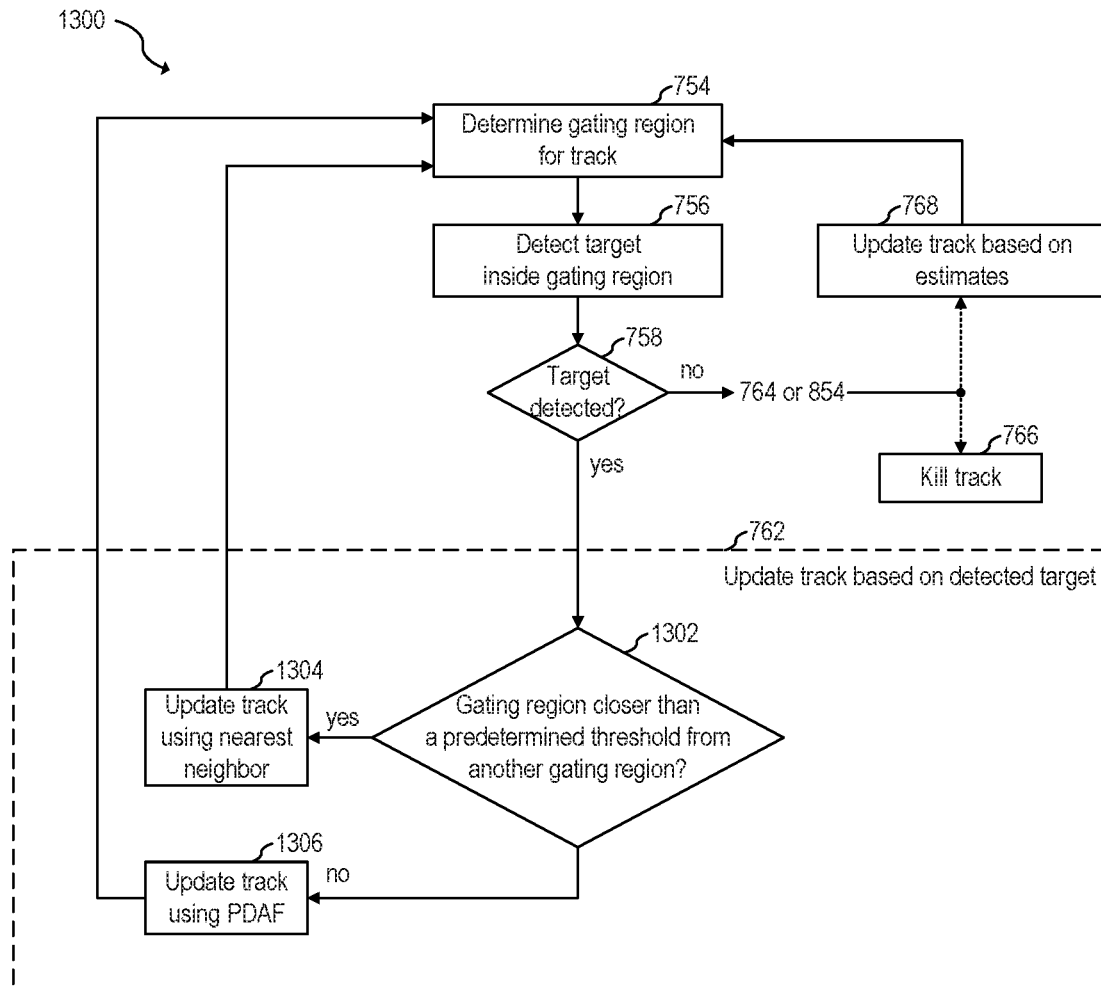 1300
754
Determine gating region
for track
756
Detect target
inside gating region
768
Update track based on
estimates
758
Target
detected?
no
764 or 854
766
Kill track
yes
762
Update track based on detected target
1302
Gating region closer than
a predetermined threshold from
another gating region?
yes
1304
Update track
using nearest
neighbor
1306
Update track
using PDAF
no